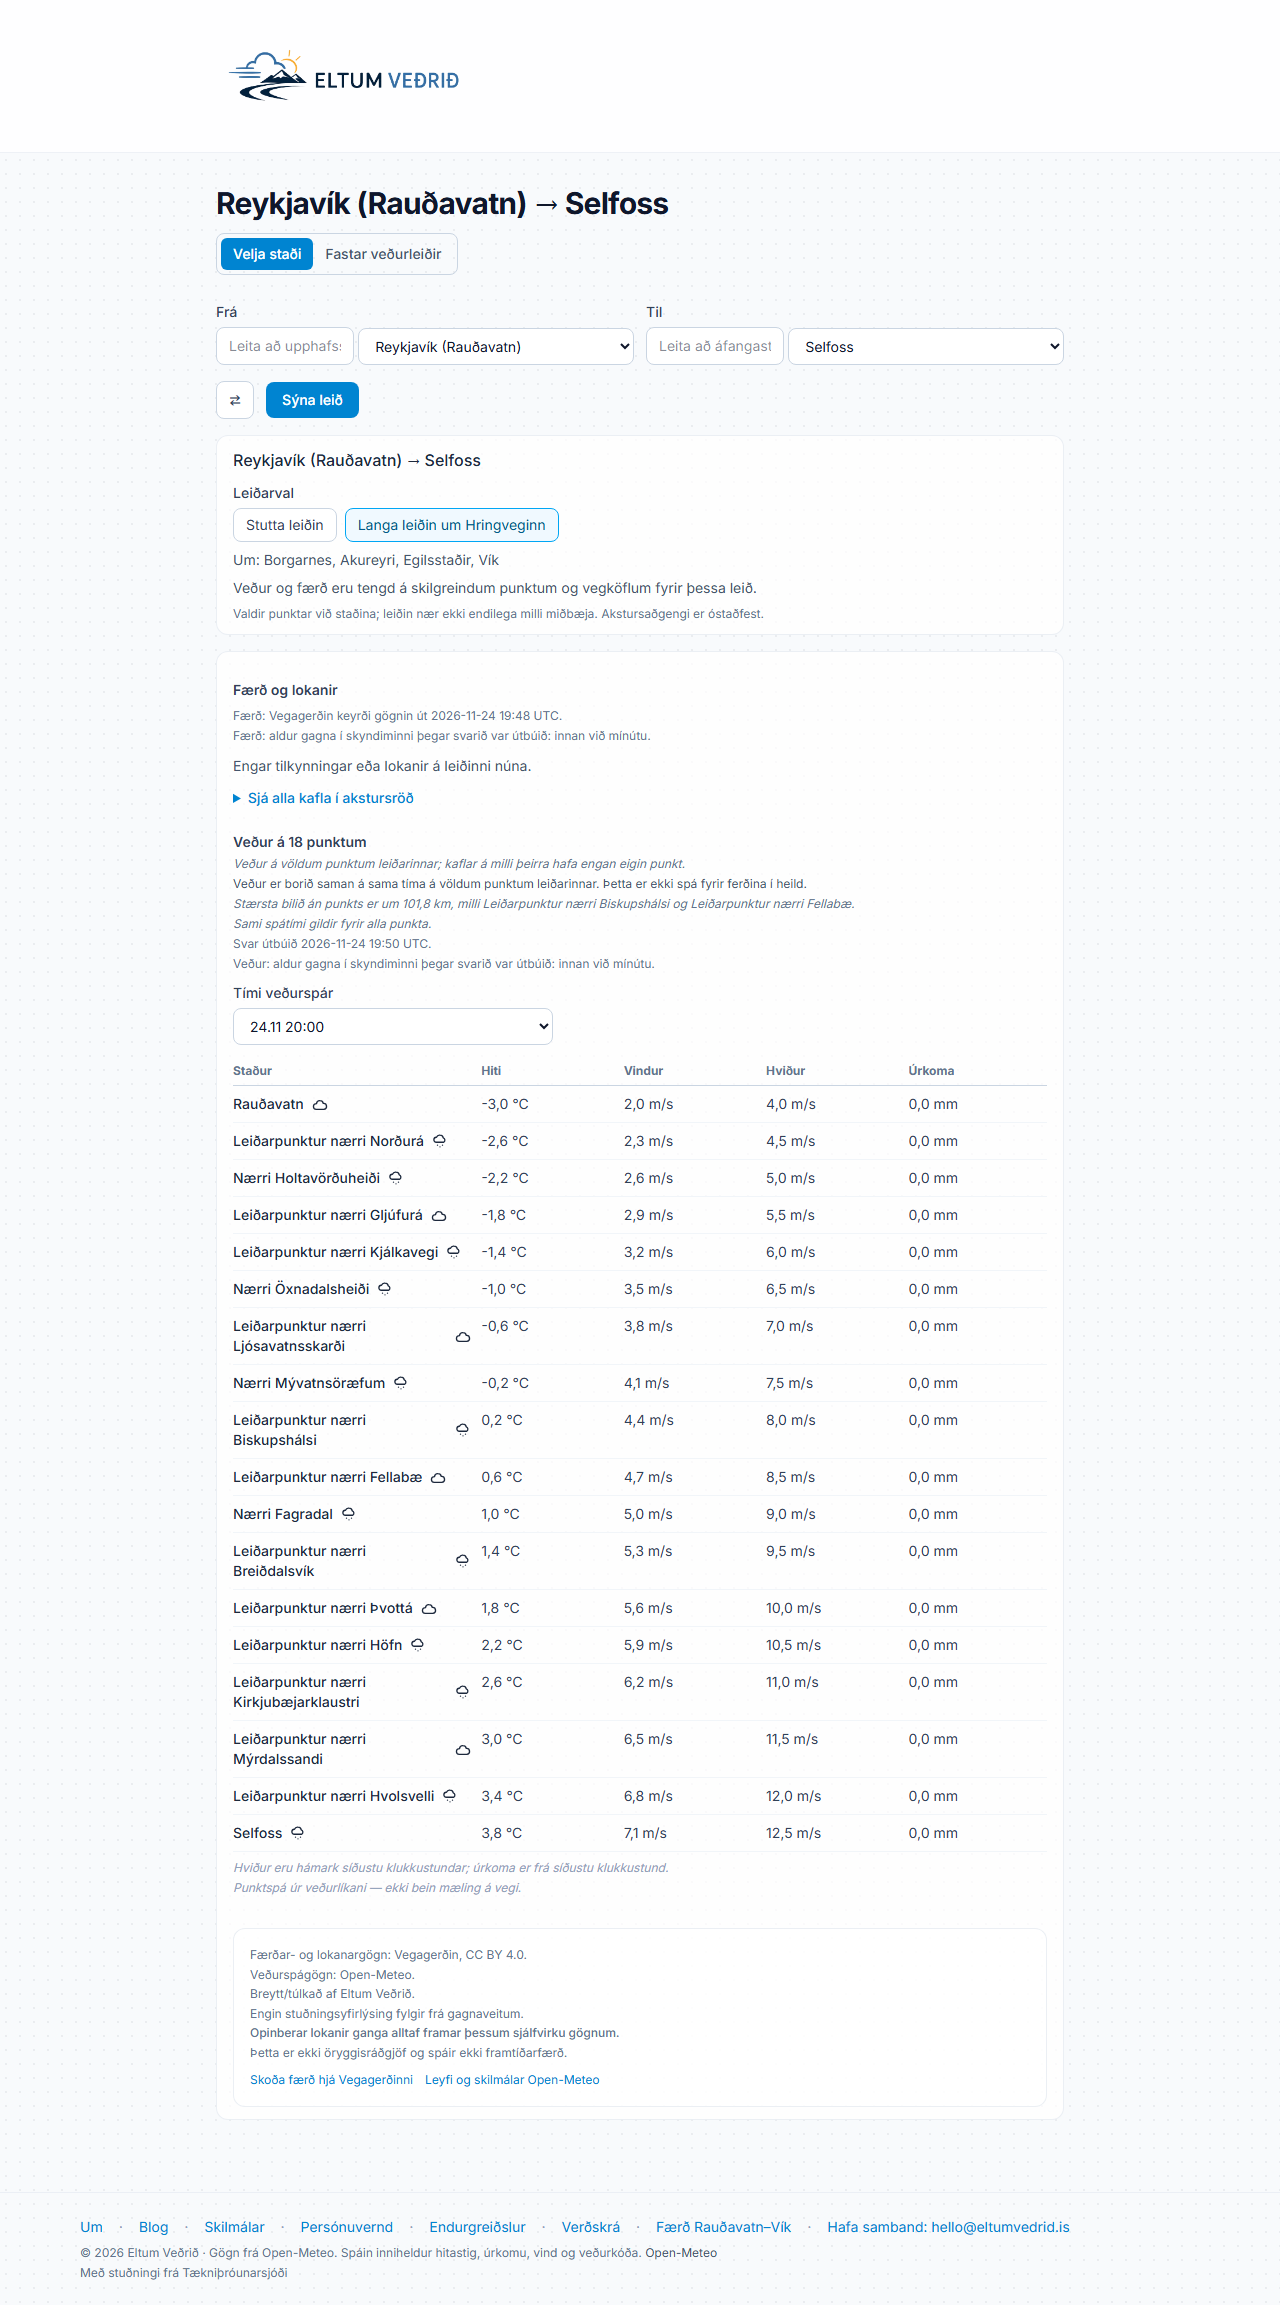 ELTUM VEÐRIÐ
Reykjavík (Rauðavatn) → Selfoss
Velja staði Fastar veðurleiðir
Frá Til
Leita að upphafss Reykjavík (Rauðavatn) Leita að áfangast Selfoss
⇄ Sýna leið
Reykjavík (Rauðavatn) → Selfoss
Leiðarval
Stutta leiðin Langa leiðin um Hringveginn
Um: Borgarnes, Akureyri, Egilsstaðir, Vík
Veður og færð eru tengd á skilgreindum punktum og vegköflum fyrir þessa leið.
Valdir punktar við staðina; leiðin nær ekki endilega milli miðbæja. Akstursaðgengi er óstaðfest.
Færð og lokanir
Færð: Vegagerðin keyrði gögnin út 2026-11-24 19:48 UTC.
Færð: aldur gagna í skyndiminni þegar svarið var útbúið: innan við mínútu.
Engar tilkynningar eða lokanir á leiðinni núna.
▶ Sjá alla kafla í akstursröð
Veður á 18 punktum
Veður á völdum punktum leiðarinnar; kaflar á milli þeirra hafa engan eigin punkt.
Veður er borið saman á sama tíma á völdum punktum leiðarinnar. Þetta er ekki spá fyrir ferðina í heild.
Stærsta bilið án punkts er um 101,8 km, milli Leiðarpunktur nærri Biskupshálsi og Leiðarpunktur nærri Fellabæ.
Sami spátími gildir fyrir alla punkta.
Svar útbúið 2026-11-24 19:50 UTC.
Veður: aldur gagna í skyndiminni þegar svarið var útbúið: innan við mínútu.
Tími veðurspár
24.11 20:00
Staður Hiti Vindur Hviður Úrkoma
Rauðavatn -3,0 °C 2,0 m/s 4,0 m/s 0,0 mm
Leiðarpunktur nærri Norðurá -2,6 °C 2,3 m/s 4,5 m/s 0,0 mm
Nærri Holtavörðuheiði -2,2 °C 2,6 m/s 5,0 m/s 0,0 mm
Leiðarpunktur nærri Gljúfurá -1,8 °C 2,9 m/s 5,5 m/s 0,0 mm
Leiðarpunktur nærri Kjálkavegi -1,4 °C 3,2 m/s 6,0 m/s 0,0 mm
Nærri Öxnadalsheiði -1,0 °C 3,5 m/s 6,5 m/s 0,0 mm
Leiðarpunktur nærri -0,6 °C 3,8 m/s 7,0 m/s 0,0 mm
Ljósavatnsskarði
Nærri Mývatnsöræfum -0,2 °C 4,1 m/s 7,5 m/s 0,0 mm
Leiðarpunktur nærri 0,2 °C 4,4 m/s 8,0 m/s 0,0 mm
Biskupshálsi
Leiðarpunktur nærri Fellabæ 0,6 °C 4,7 m/s 8,5 m/s 0,0 mm
Nærri Fagradal 1,0 °C 5,0 m/s 9,0 m/s 0,0 mm
Leiðarpunktur nærri 1,4 °C 5,3 m/s 9,5 m/s 0,0 mm
Breiðdalsvík
Leiðarpunktur nærri Þvottá 1,8 °C 5,6 m/s 10,0 m/s 0,0 mm
Leiðarpunktur nærri Höfn 2,2 °C 5,9 m/s 10,5 m/s 0,0 mm
Leiðarpunktur nærri 2,6 °C 6,2 m/s 11,0 m/s 0,0 mm
Kirkjubæjarklaustri
Leiðarpunktur nærri 3,0 °C 6,5 m/s 11,5 m/s 0,0 mm
Mýrdalssandi
Leiðarpunktur nærri Hvolsvelli 3,4 °C 6,8 m/s 12,0 m/s 0,0 mm
Selfoss 3,8 °C 7,1 m/s 12,5 m/s 0,0 mm
Hviður eru hámark síðustu klukkustundar; úrkoma er frá síðustu klukkustund.
Punktspá úr veðurlíkani — ekki bein mæling á vegi.
Færðar- og lokanargögn: Vegagerðin, CC BY 4.0.
Veðurspágögn: Open-Meteo.
Breytt/túlkað af Eltum Veðrið.
Engin stuðningsyfirlýsing fylgir frá gagnaveitum.
Opinberar lokanir ganga alltaf framar þessum sjálfvirku gögnum.
Þetta er ekki öryggisráðgjöf og spáir ekki framtíðarfærð.
Skoða færð hjá Vegagerðinni Leyfi og skilmálar Open-Meteo
Um · Blog · Skilmálar · Persónuvernd · Endurgreiðslur · Verðskrá · Færð Rauðavatn–Vík · Hafa samband: hello@eltumvedrid.is
© 2026 Eltum Veðrið · Gögn frá Open-Meteo. Spáin inniheldur hitastig, úrkomu, vind og veðurkóða. Open-Meteo
Með stuðningi frá Tækniþróunarsjóði